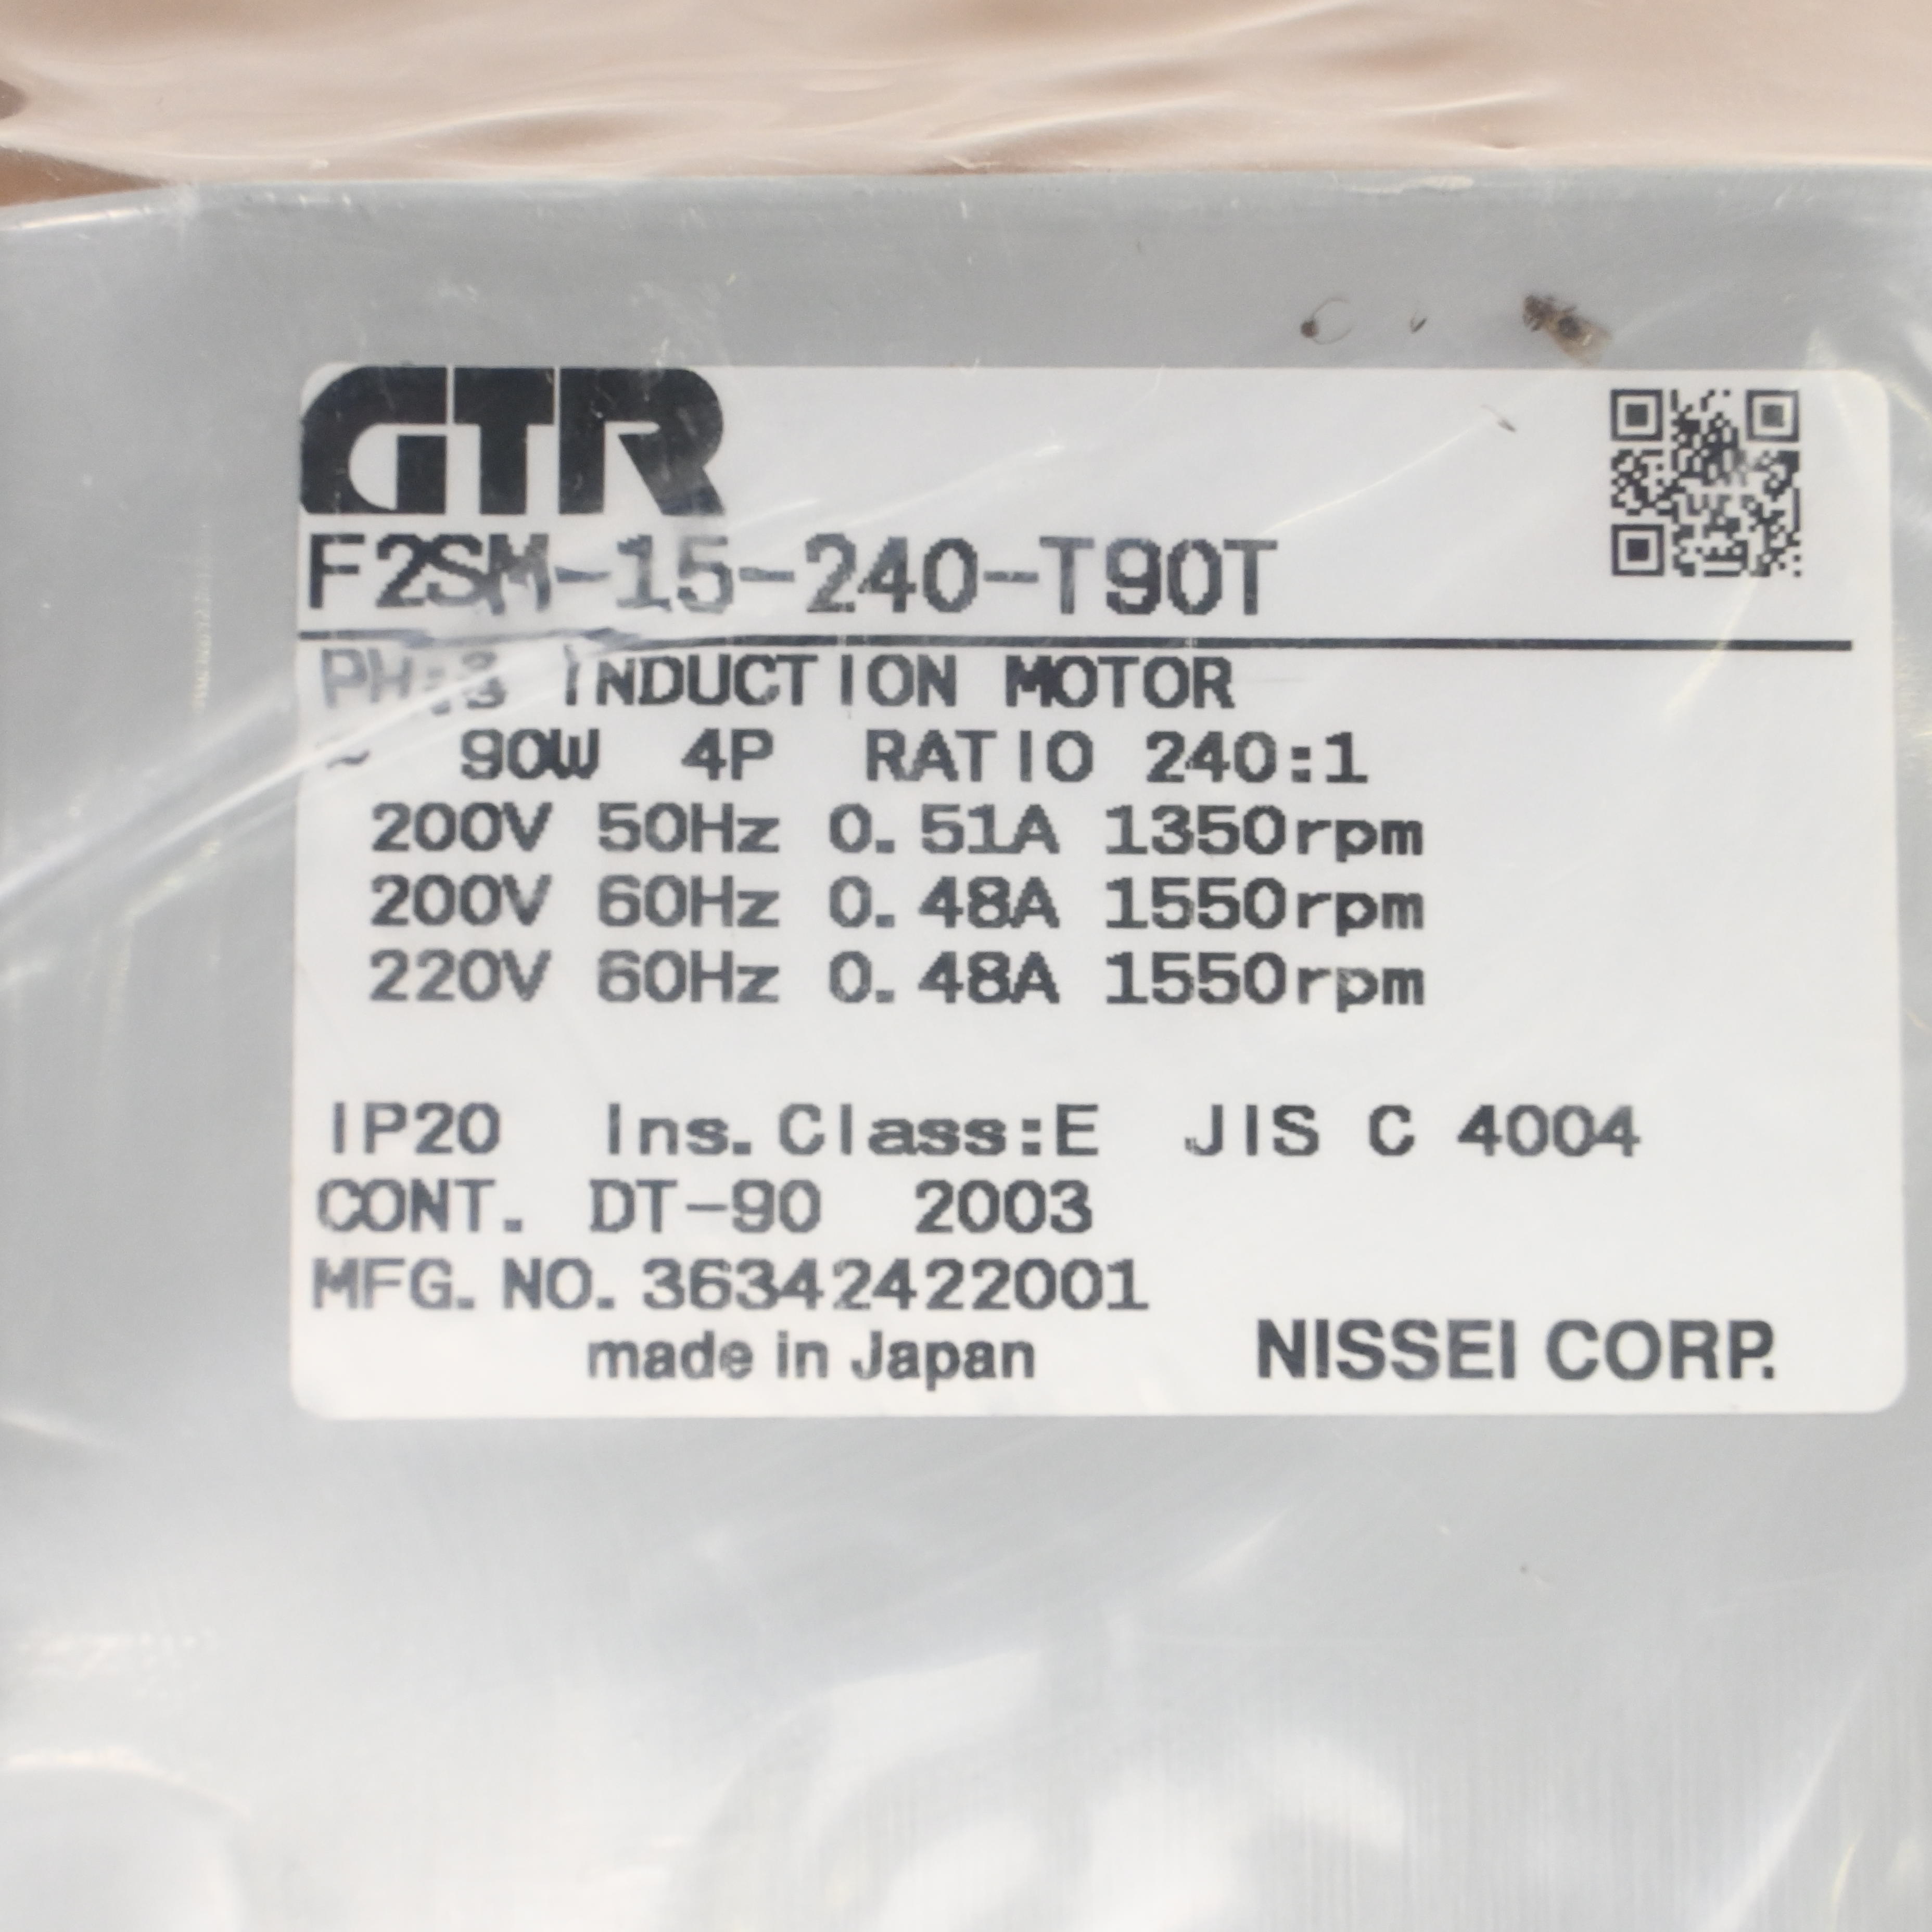 GTR
F2SM-15-240-T90T
PH:3 INDUCTION MOTOR
~ 90W 4P RATIO 240:1
200V 50Hz 0.51A 1350rpm
200V 60Hz 0.48A 1550rpm
220V 60Hz 0.48A 1550rpm
IP20 Ins.Class:E JIS C 4004
CONT. DT-90 2003
MFG.NO.36342422001
made in Japan NISSEI CORP.